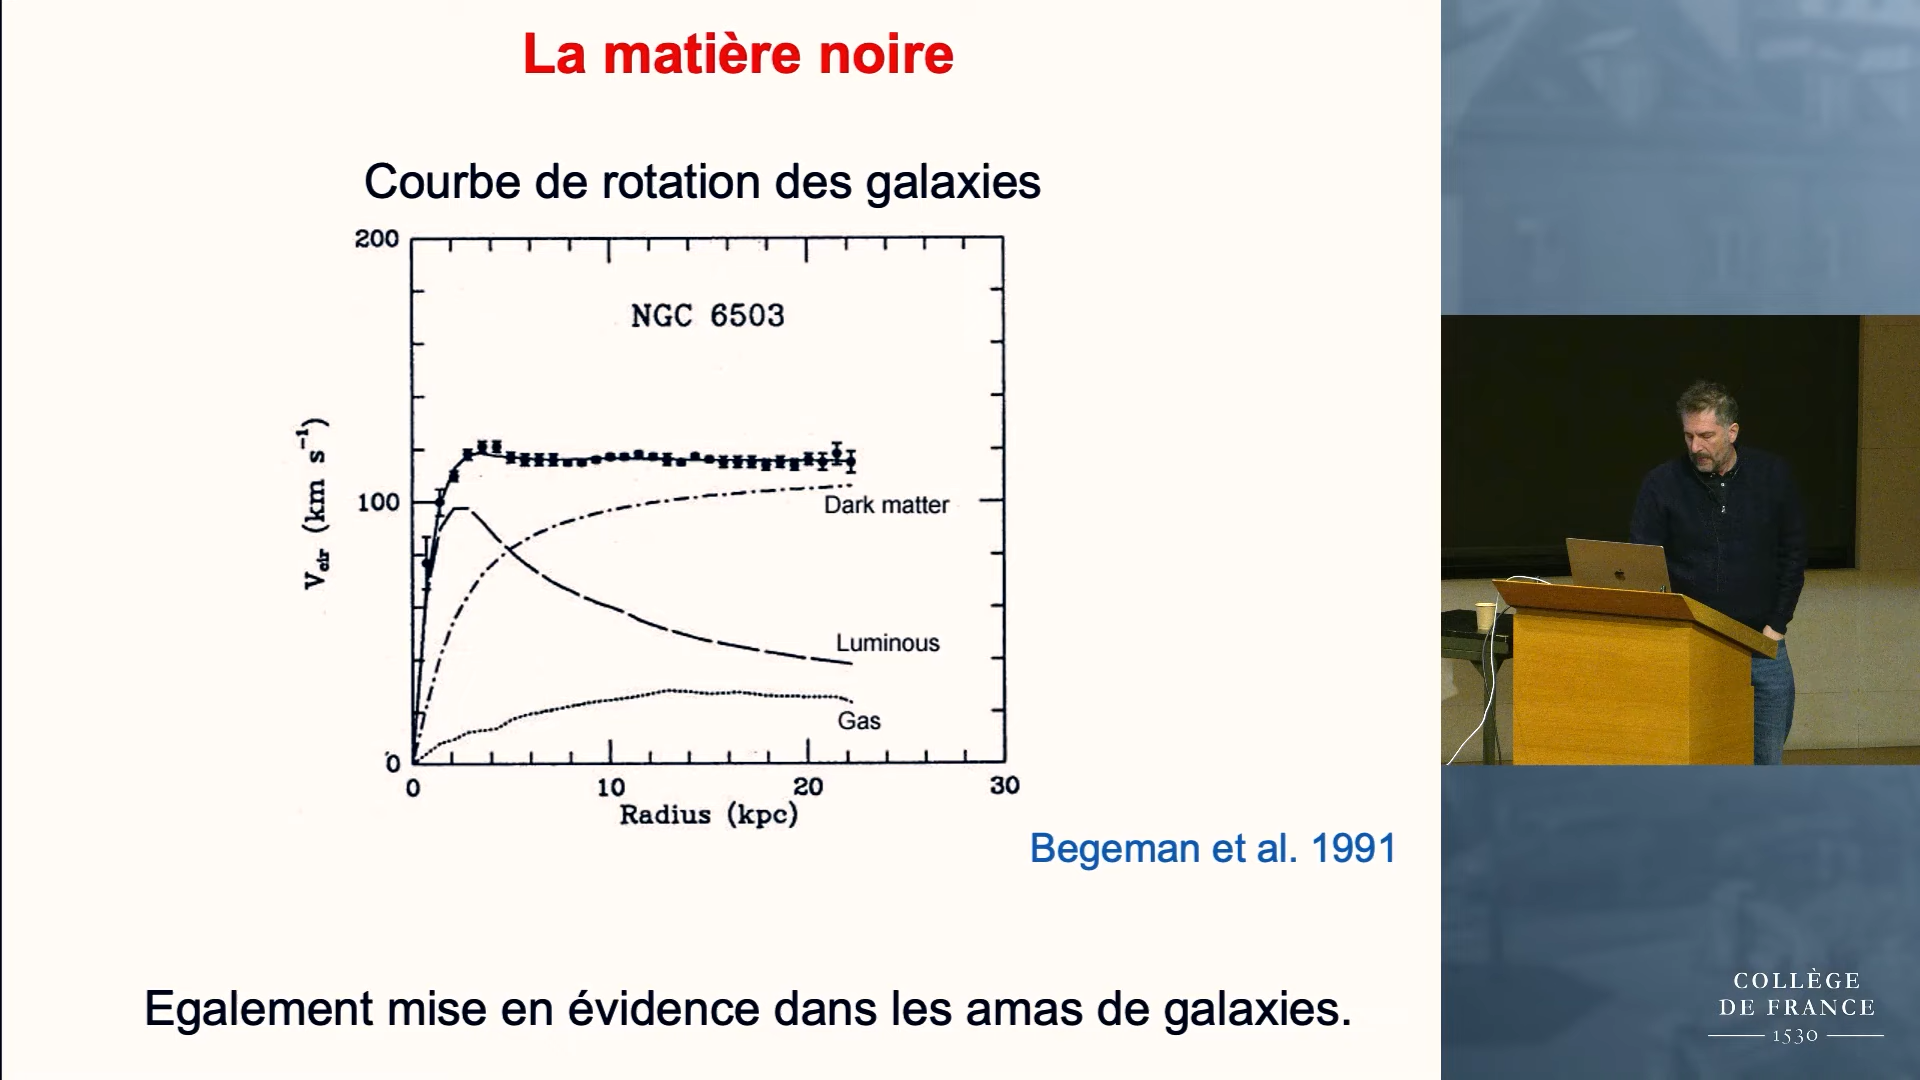 La matière noire
Courbe de rotation des galaxies
200
NGC 6503
100
0
V_cir (km s⁻¹)
Dark matter
Luminous
Gas
0 10 20 30
Radius (kpc)
Begeman et al. 1991
Egalement mise en évidence dans les amas de galaxies.
COLLÈGE
DE FRANCE
1530